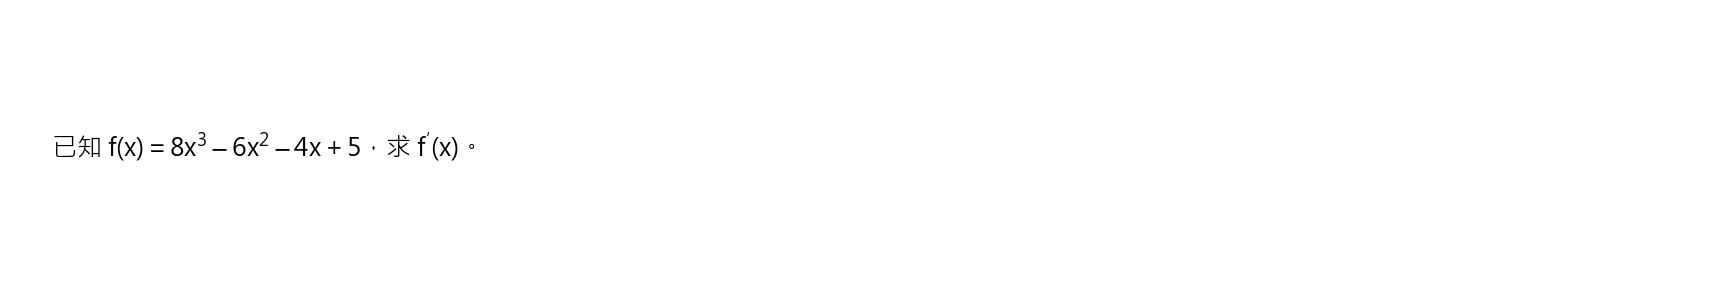 已知 f(x) = 8x³ – 6x² – 4x + 5，求 f′(x)。